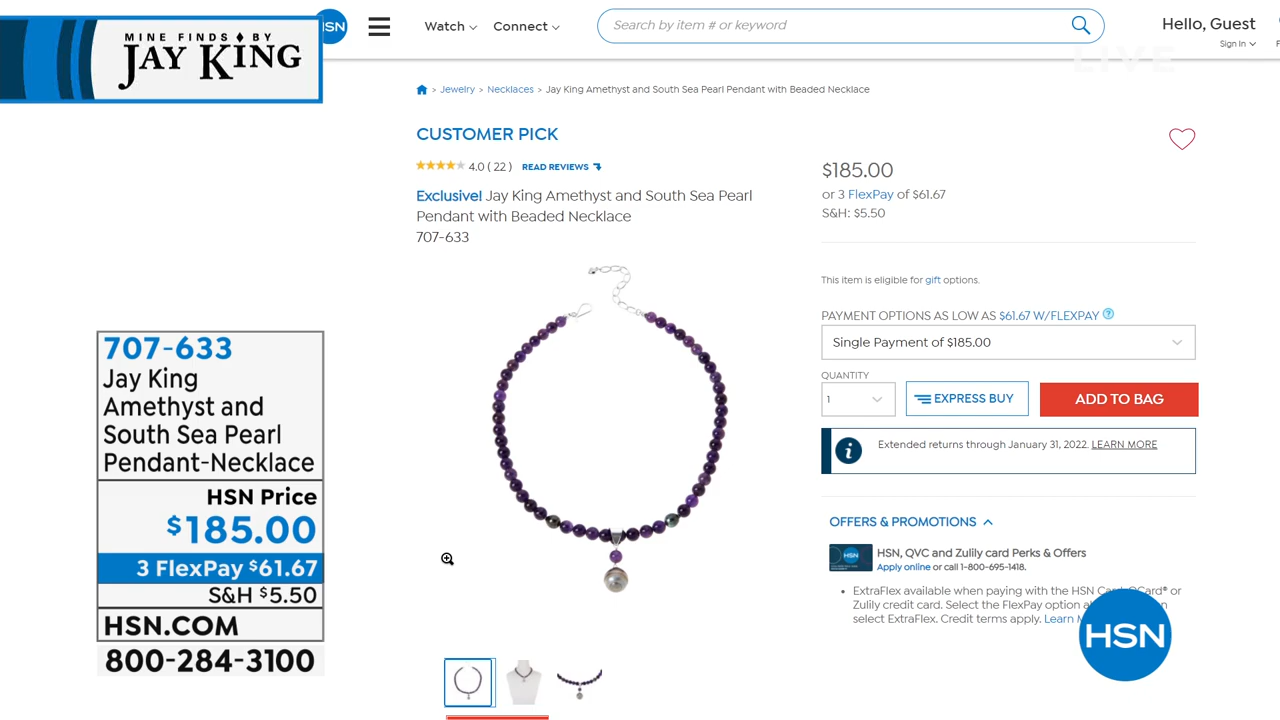 MINE FINDS BY
JAY KING
HSN
Watch
Connect
Search by item # or keyword
Hello, Guest
Sign In
LIVE
> Jewelry > Necklaces > Jay King Amethyst and South Sea Pearl Pendant with Beaded Necklace
CUSTOMER PICK
4.0 ( 22 ) READ REVIEWS
Exclusive! Jay King Amethyst and South Sea Pearl
Pendant with Beaded Necklace
707-633
$185.00
or 3 FlexPay of $61.67
S&H: $5.50
This item is eligible for gift options.
PAYMENT OPTIONS AS LOW AS $61.67 W/FLEXPAY ?
Single Payment of $185.00
QUANTITY
1
EXPRESS BUY
ADD TO BAG
i
Extended returns through January 31, 2022. LEARN MORE
OFFERS & PROMOTIONS
HSN
HSN, QVC and Zulily card Perks & Offers
Apply online or call 1-800-695-1418.
• ExtraFlex available when paying with the HSN Card, QCard® or
Zulily credit card. Select the FlexPay option
select ExtraFlex. Credit terms apply. Learn
HSN
707-633
Jay King
Amethyst and
South Sea Pearl
Pendant-Necklace
HSN Price
$185.00
3 FlexPay $61.67
S&H $5.50
HSN.COM
800-284-3100